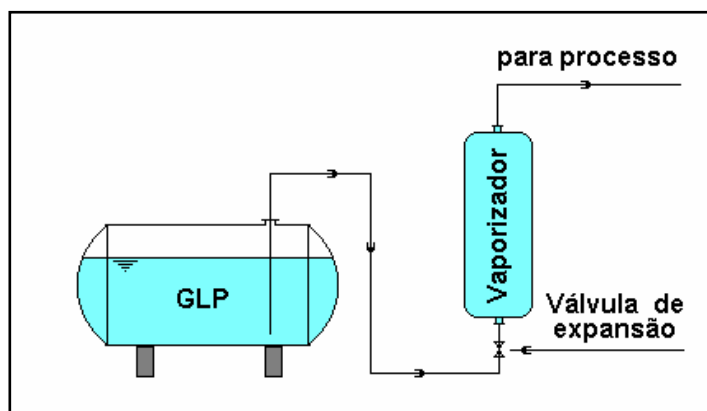 para processo
Vaporizador
GLP
Válvula de
expansão